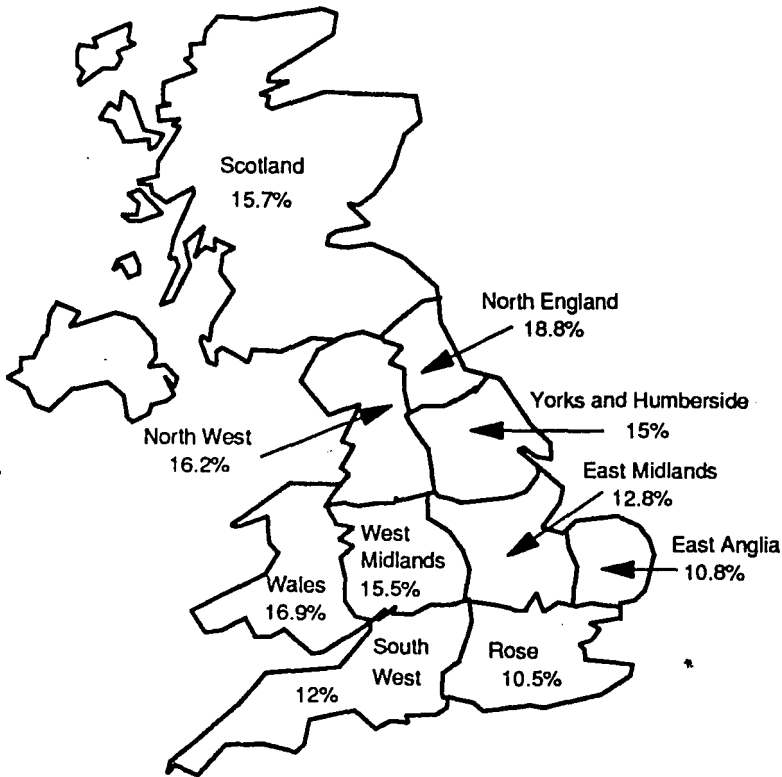 Scotland
15.7%
North England
18.8%
Yorks and Humberside
15%
North West
16.2%
East Midlands
12.8%
West
Midlands
15.5%
East Anglia
10.8%
Wales
16.9%
South
West
12%
Rose
10.5%